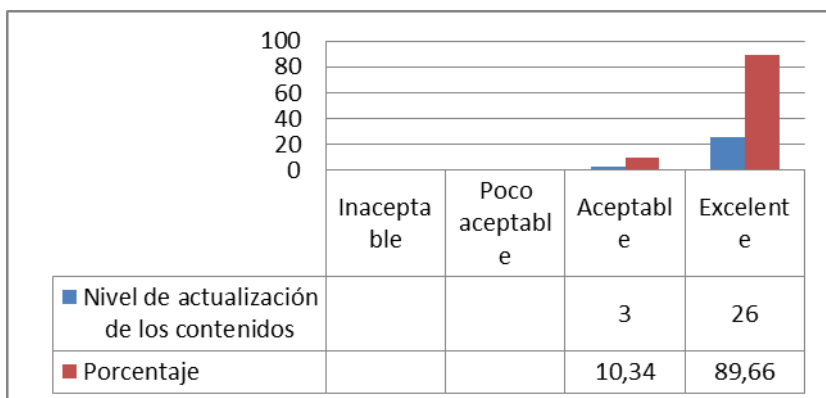 100
80
60
40
20
0
Inacepta
ble
Poco
aceptabl
e
Aceptabl
e
Excelent
e
Nivel de actualización
de los contenidos
3
26
Porcentaje
10,34
89,66